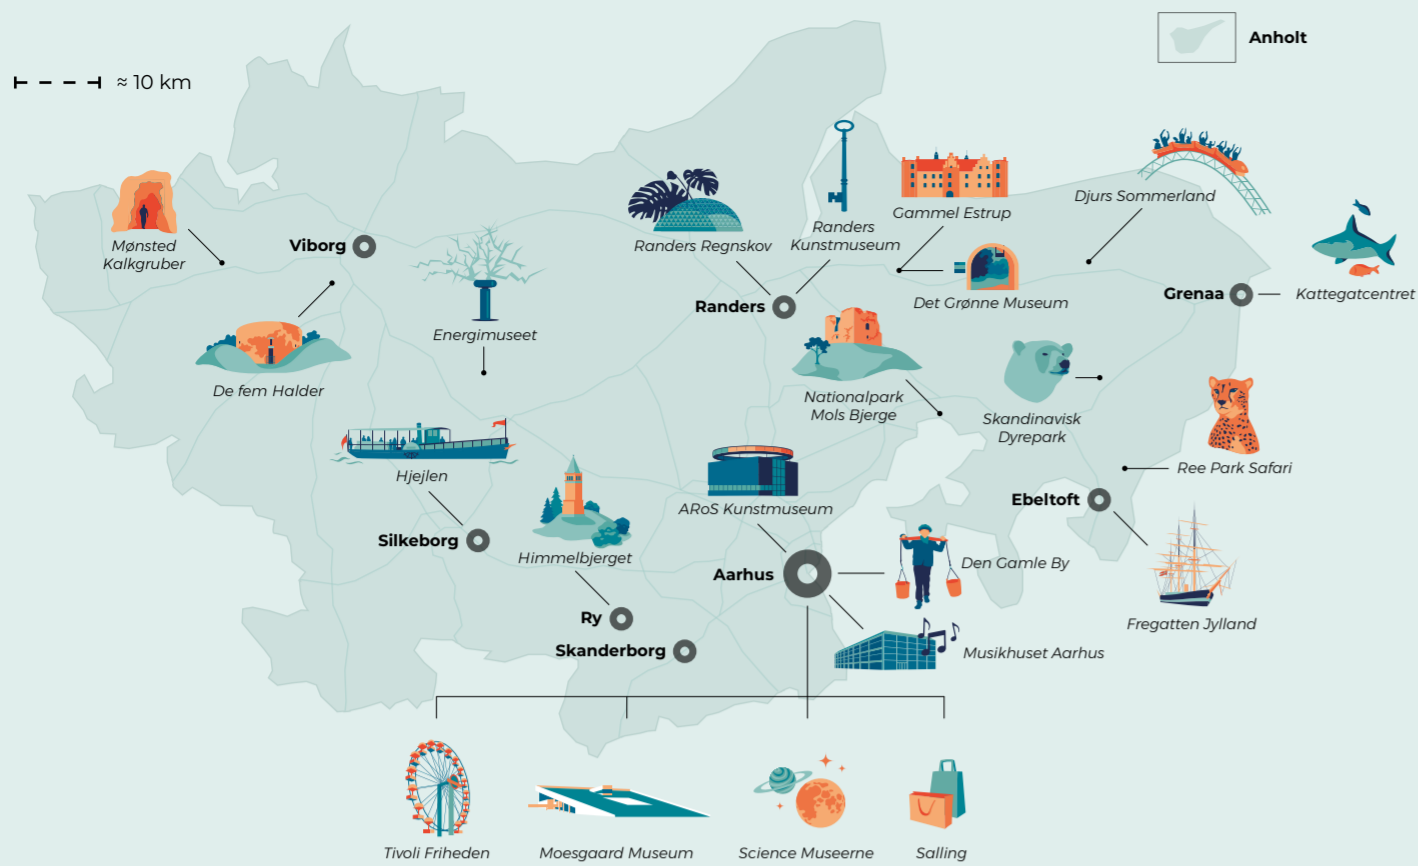 Anholt
≈ 10 km
Djurs Sommerland
Gammel Estrup
Randers
Kunstmuseum
Randers Regnskov
Mønsted
Kalkgruber
Viborg
Energimuseet
Det Grønne Museum
Grenaa
Kattegatcentret
Randers
De fem Halder
Nationalpark
Mols Bjerge
Skandinavisk
Dyrepark
Ree Park Safari
Hjejlen
ARoS Kunstmuseum
Ebeltoft
Silkeborg
Himmelbjerget
Aarhus
Den Gamle By
Ry
Fregatten Jylland
Skanderborg
Musikhuset Aarhus
Tivoli Friheden
Moesgaard Museum
Science Museerne
Salling